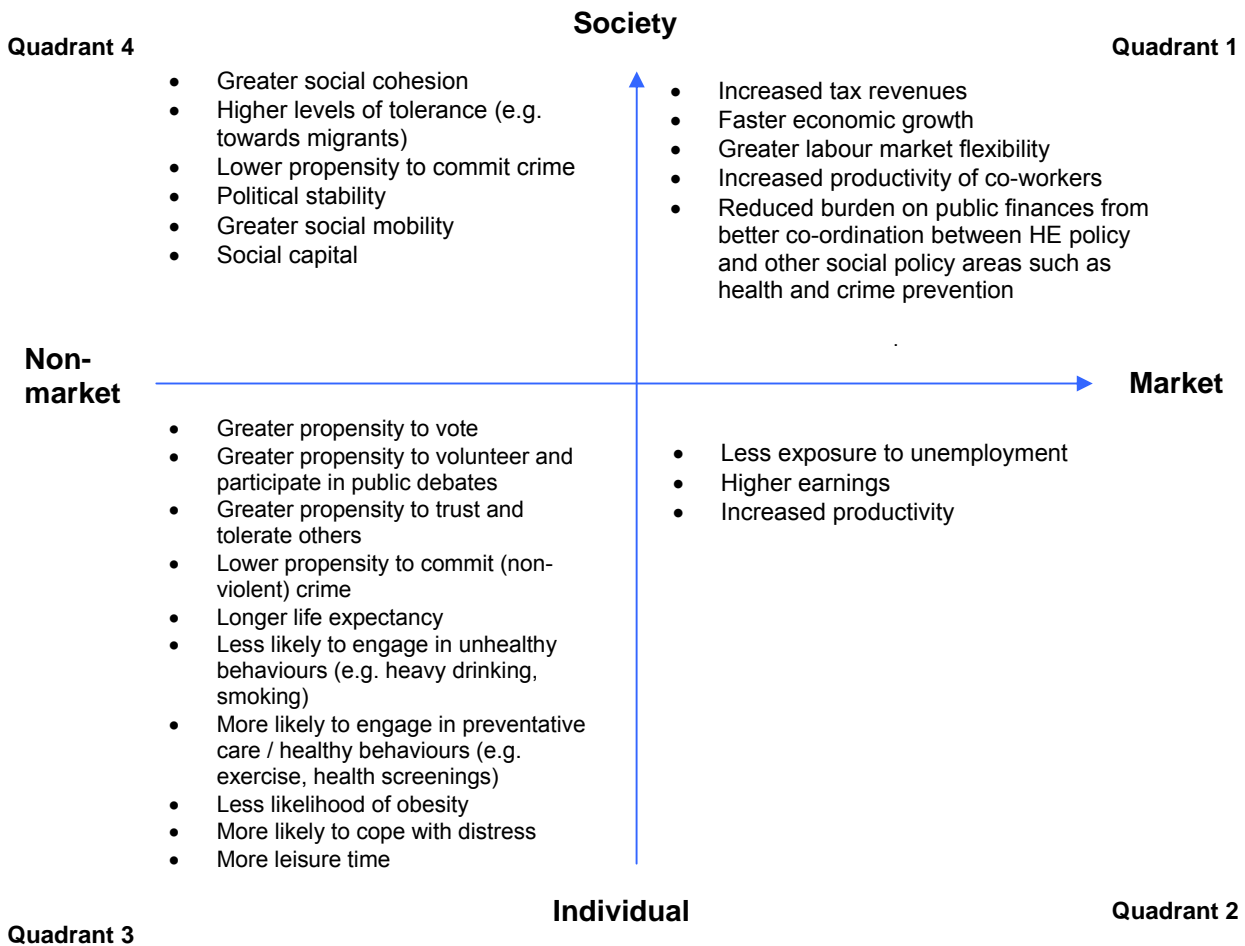 Society
Quadrant 4
Quadrant 1
• Greater social cohesion
• Higher levels of tolerance (e.g.
towards migrants)
• Lower propensity to commit crime
• Political stability
• Greater social mobility
• Social capital
• Increased tax revenues
• Faster economic growth
• Greater labour market flexibility
• Increased productivity of co-workers
• Reduced burden on public finances from
better co-ordination between HE policy
and other social policy areas such as
health and crime prevention
.
Non-
market
Market
• Greater propensity to vote
• Greater propensity to volunteer and
participate in public debates
• Greater propensity to trust and
tolerate others
• Lower propensity to commit (non-
violent) crime
• Longer life expectancy
• Less likely to engage in unhealthy
behaviours (e.g. heavy drinking,
smoking)
• More likely to engage in preventative
care / healthy behaviours (e.g.
exercise, health screenings)
• Less likelihood of obesity
• More likely to cope with distress
• More leisure time
• Less exposure to unemployment
• Higher earnings
• Increased productivity
Individual
Quadrant 2
Quadrant 3